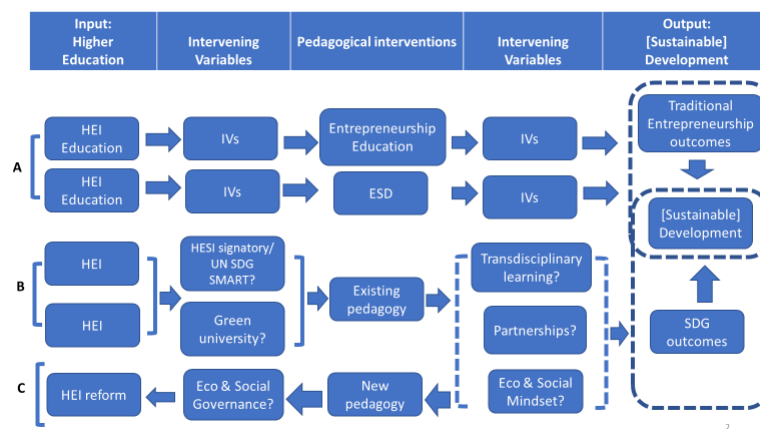 Input:
Higher
Education
Intervening
Variables
Pedagogical interventions
Intervening
Variables
Output:
[Sustainable]
Development
A
HEI
Education
IVs
Entrepreneurship
Education
IVs
Traditional
Entrepreneurship
outcomes
HEI
Education
IVs
ESD
IVs
[Sustainable]
Development
B
HEI
HESI signatory/
UN SDG
SMART?
Existing
pedagogy
Transdisciplinary
learning?
HEI
Green
university?
Partnerships?
SDG
outcomes
C
HEI reform
Eco & Social
Governance?
New
pedagogy
Eco & Social
Mindset?